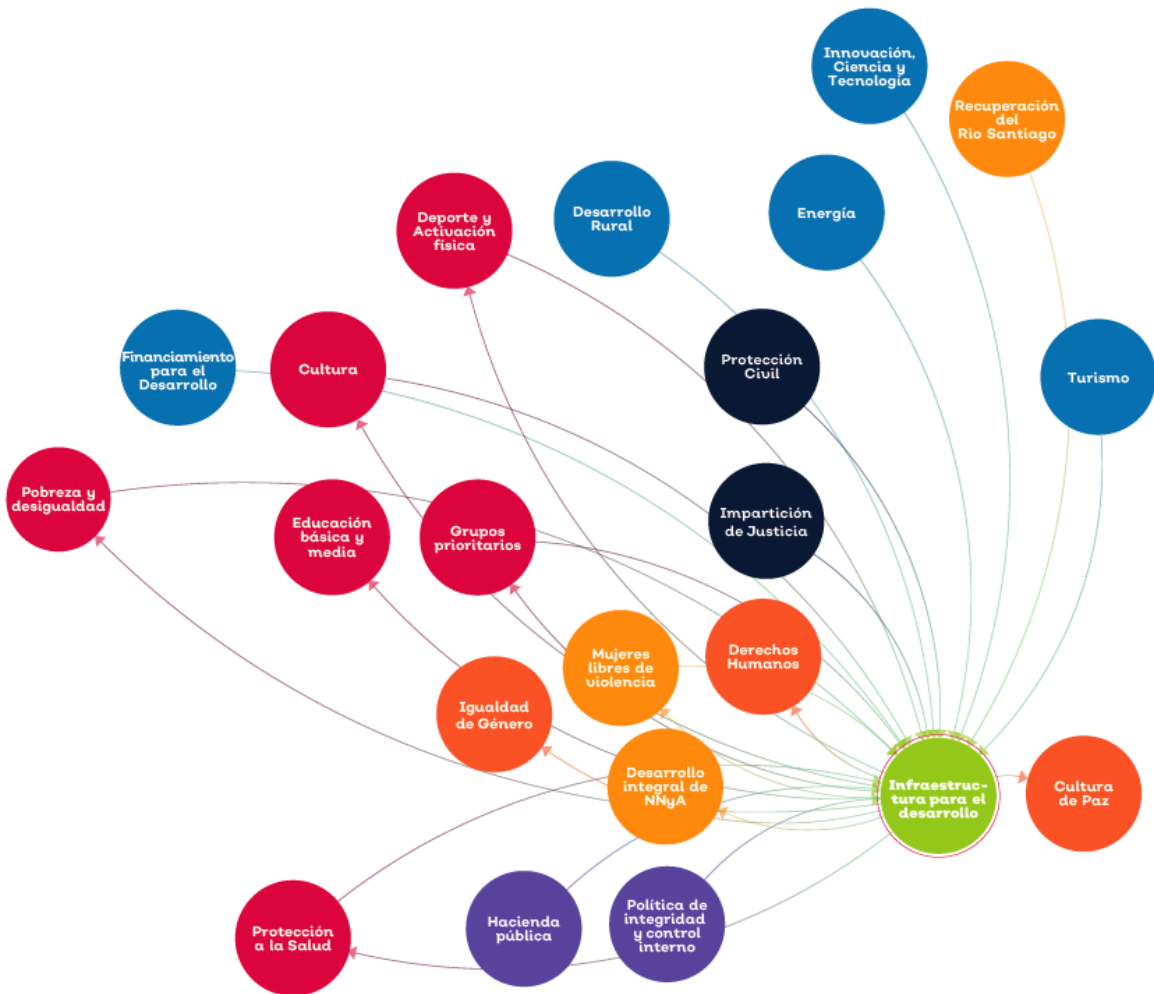 Innovación,
Ciencia y
Tecnología
Recuperación
del
Rio Santiago
Deporte y
Activación
física
Desarrollo
Rural
Energía
Financiamiento
para el
Desarrollo
Cultura
Protección
Civil
Turismo
Pobreza y
desigualdad
Educación
básica y
media
Grupos
prioritarios
Impartición
de Justicia
Mujeres
libres de
violencia
Derechos
Humanos
Igualdad
de Género
Desarrollo
integral de
NNyA
Infraestruc-
tura para el
desarrollo
Cultura
de Paz
Protección
a la Salud
Hacienda
pública
Política de
integridad
y control
interno